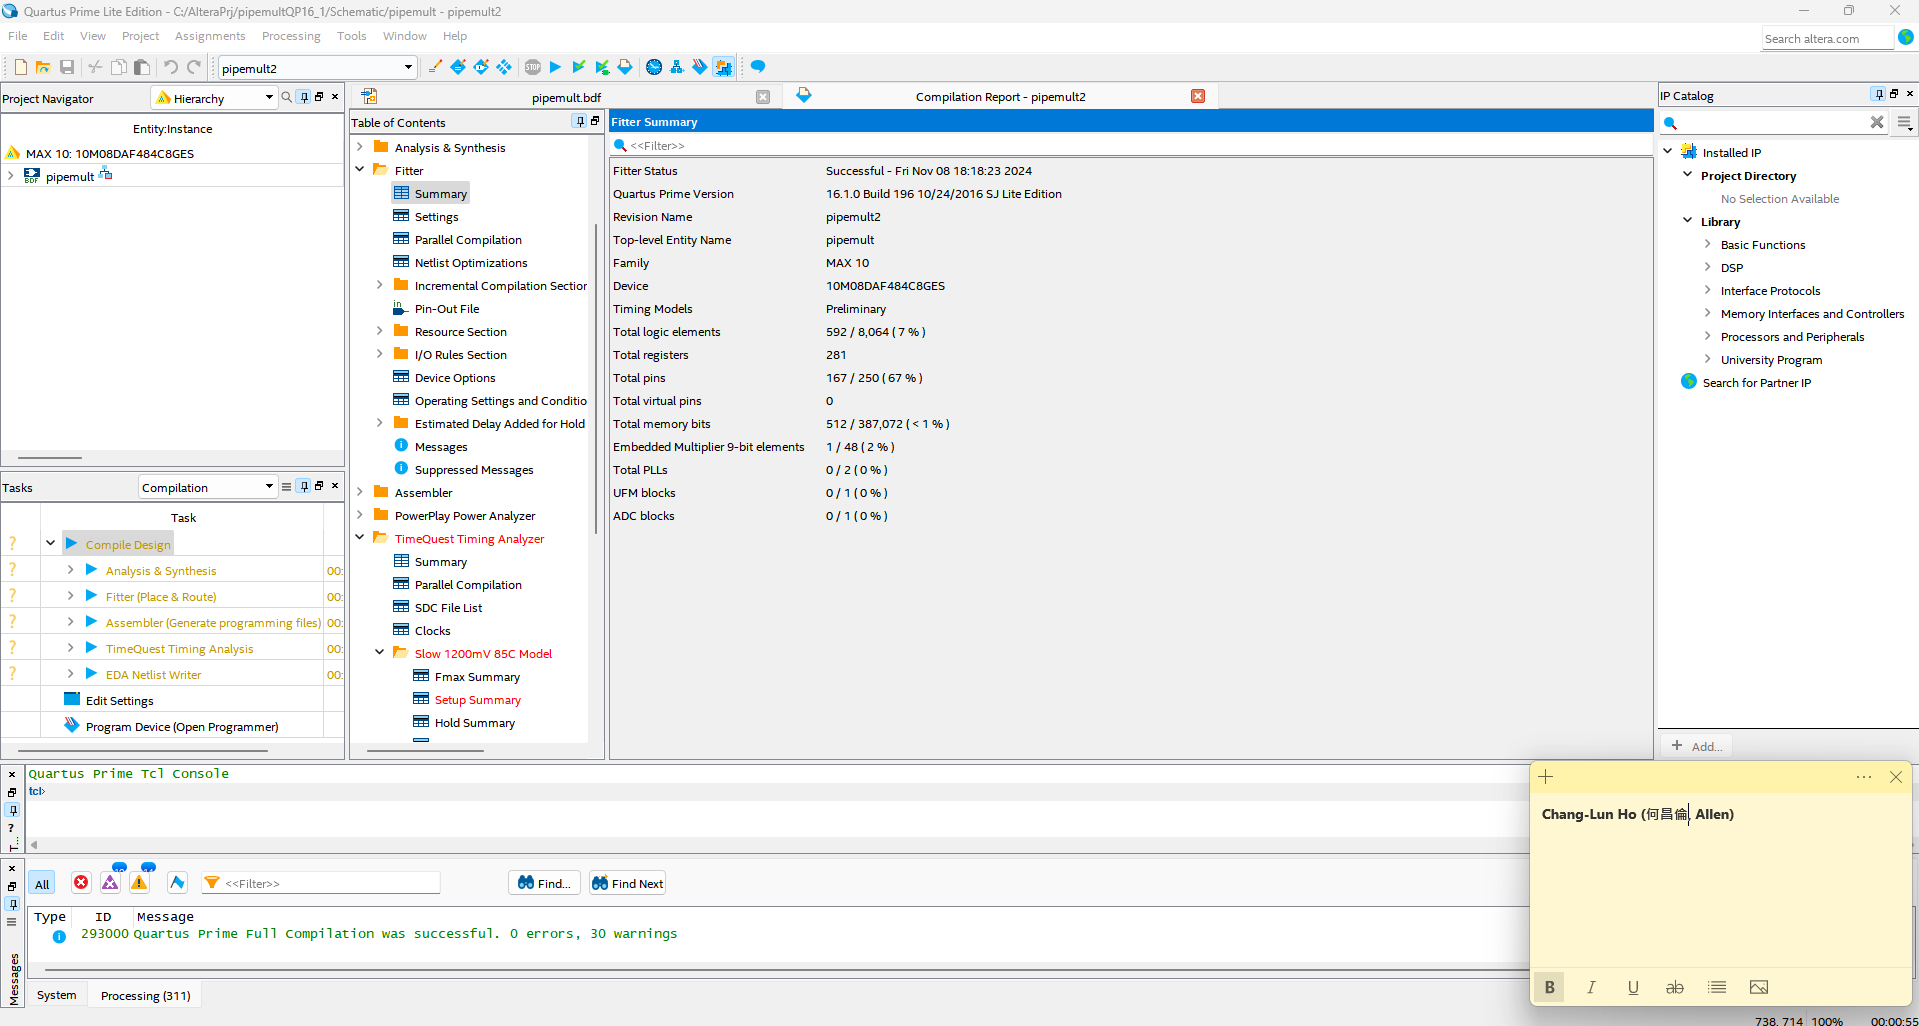 Quartus Prime Lite Edition - C:/AlteraPrj/pipemultQP16_1/Schematic/pipemult - pipemult2
File Edit View Project Assignments Processing Tools Window Help
Search altera.com
pipemult2
Project Navigator
Hierarchy
Entity:Instance
MAX 10: 10M08DAF484C8GES
pipemult
Tasks
Compilation
Task
? Compile Design
? Analysis & Synthesis 00:
? Fitter (Place & Route) 00:
? Assembler (Generate programming files) 00:
? TimeQuest Timing Analysis 00:
? EDA Netlist Writer 00:
Edit Settings
Program Device (Open Programmer)
pipemult.bdf
Compilation Report - pipemult2
Table of Contents
Analysis & Synthesis
Fitter
Summary
Settings
Parallel Compilation
Netlist Optimizations
Incremental Compilation Section
Pin-Out File
Resource Section
I/O Rules Section
Device Options
Operating Settings and Conditio
Estimated Delay Added for Hold
Messages
Suppressed Messages
Assembler
PowerPlay Power Analyzer
TimeQuest Timing Analyzer
Summary
Parallel Compilation
SDC File List
Clocks
Slow 1200mV 85C Model
Fmax Summary
Setup Summary
Hold Summary
Fitter Summary
<<Filter>>
Fitter Status Successful - Fri Nov 08 18:18:23 2024
Quartus Prime Version 16.1.0 Build 196 10/24/2016 SJ Lite Edition
Revision Name pipemult2
Top-level Entity Name pipemult
Family MAX 10
Device 10M08DAF484C8GES
Timing Models Preliminary
Total logic elements 592 / 8,064 ( 7 % )
Total registers 281
Total pins 167 / 250 ( 67 % )
Total virtual pins 0
Total memory bits 512 / 387,072 ( < 1 % )
Embedded Multiplier 9-bit elements 1 / 48 ( 2 % )
Total PLLs 0 / 2 ( 0 % )
UFM blocks 0 / 1 ( 0 % )
ADC blocks 0 / 1 ( 0 % )
IP Catalog
Installed IP
Project Directory
No Selection Available
Library
Basic Functions
DSP
Interface Protocols
Memory Interfaces and Controllers
Processors and Peripherals
University Program
Search for Partner IP
+ Add...
Quartus Prime Tcl Console
tcl>
Chang-Lun Ho (何昌倫, Allen)
B I U ab
All
<<Filter>>
Find...
Find Next
Type ID Message
293000 Quartus Prime Full Compilation was successful. 0 errors, 30 warnings
Messages
System
Processing (311)
738, 714 100% 00:00:55